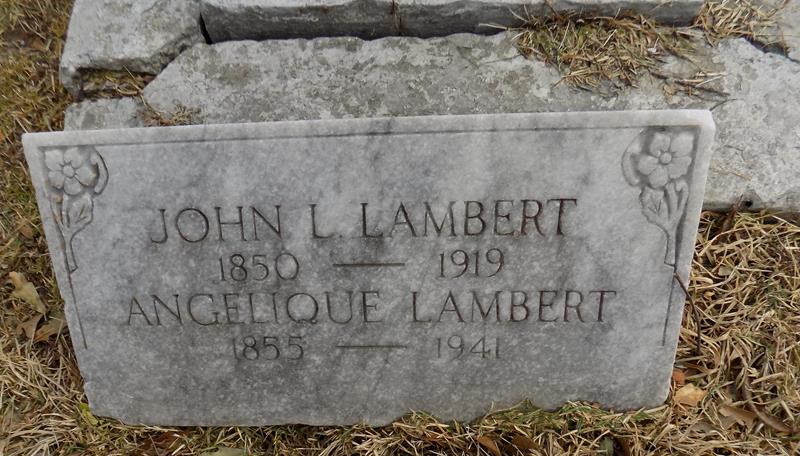 JOHN L. LAMBERT
1850 — 1919
ANGELIQUE LAMBERT
1855 — 1941